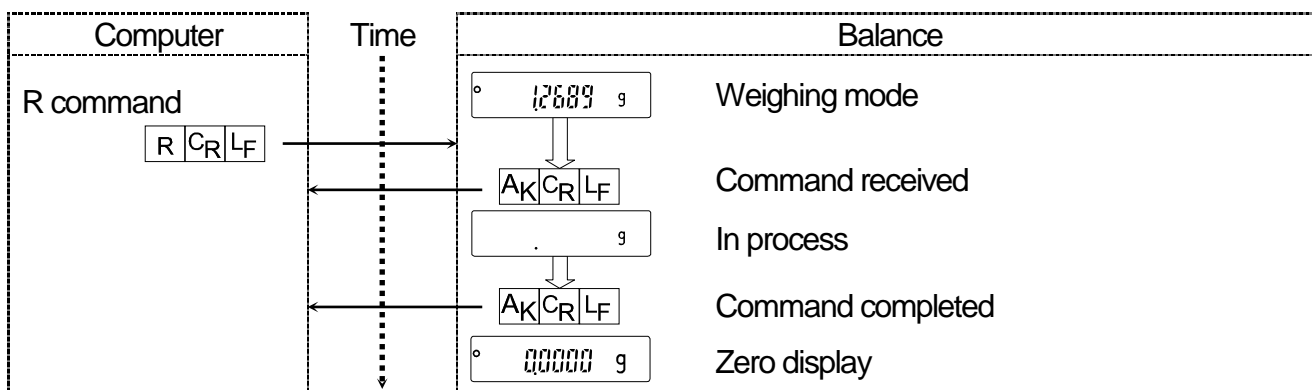 Computer Time Balance
1.2689 g Weighing mode
R command
R CR LF
AK CR LF Command received
. g In process
AK CR LF Command completed
0.0000 g Zero display